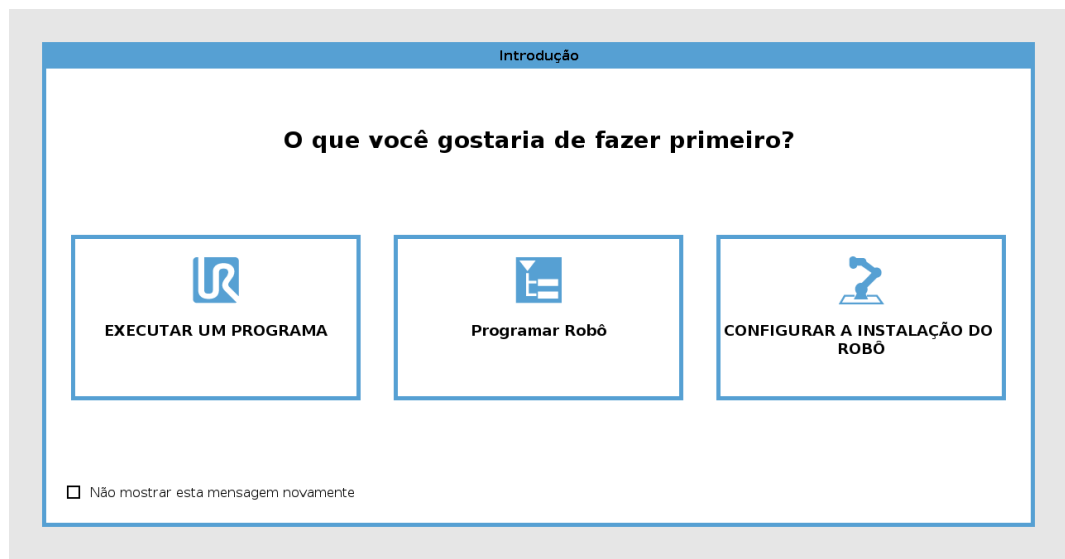 Introdução
O que você gostaria de fazer primeiro?
EXECUTAR UM PROGRAMA
Programar Robô
CONFIGURAR A INSTALAÇÃO DO
ROBÔ
Não mostrar esta mensagem novamente